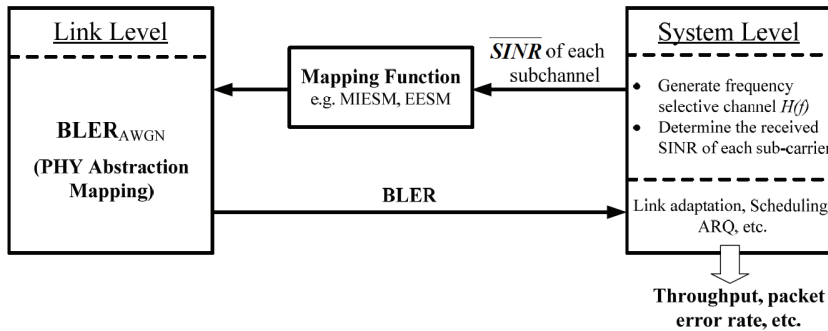 Link Level
BLER_AWGN
(PHY Abstraction
Mapping)
Mapping Function
e.g. MIESM, EESM
SINR of each
subchannel
BLER
System Level
• Generate frequency
selective channel H(f)
• Determine the received
SINR of each sub-carrier
Link adaptation, Scheduling
ARQ, etc.
Throughput, packet
error rate, etc.